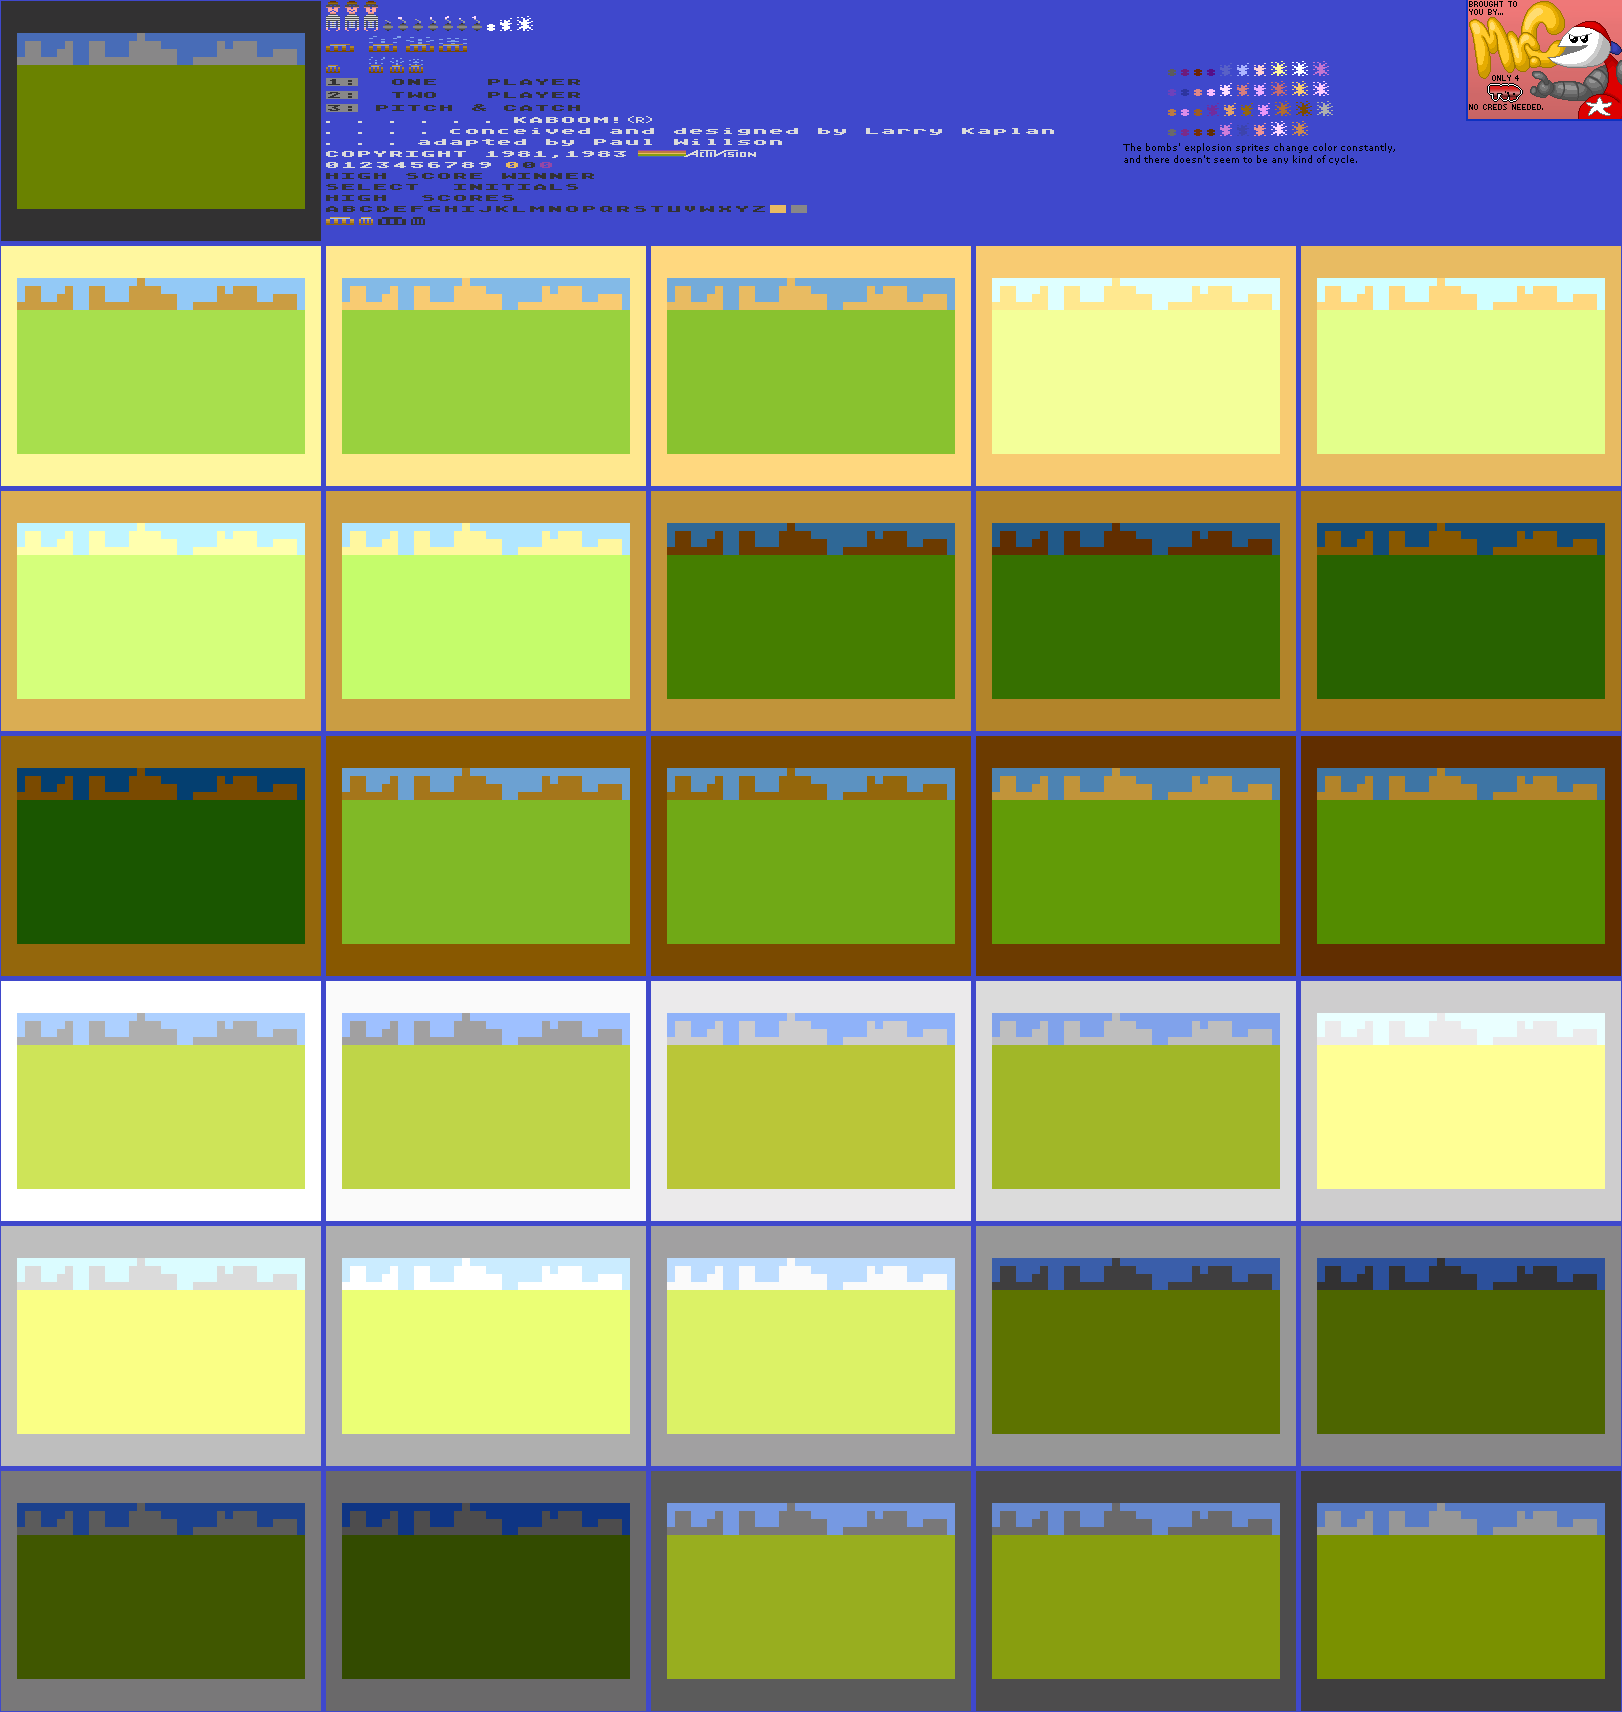 1: ONE PLAYER
2: TWO PLAYER
3: PITCH & CATCH
. . . . . . KABOOM!(R)
. . . . conceived and designed by Larry Kaplan
. . . adapted by Paul Willson
COPYRIGHT 1981,1983 ACTIVISION
0123456789 000
HIGH SCORE WINNER
SELECT INITIALS
HIGH SCORES
ABCDEFGHIJKLMNOPQRSTUVWXYZ
The bombs' explosion sprites change color constantly,
and there doesn't seem to be any kind of cycle.
BROUGHT TO
YOU BY...
Mr. C
ONLY 4
NO CREDS NEEDED.